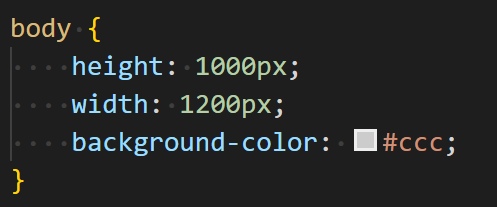 body {
    height: 1000px;
    width: 1200px;
    background-color: #ccc;
}